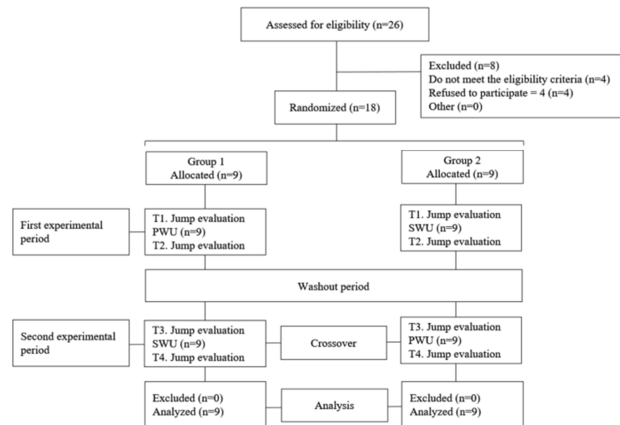 Assessed for eligibility (n=26)
Excluded (n=8)
Do not meet the eligibility criteria (n=4)
Refused to participate = 4 (n=4)
Other (n=0)
Randomized (n=18)
Group 1
Allocated (n=9)
Group 2
Allocated (n=9)
First experimental
period
T1. Jump evaluation
PWU (n=9)
T2. Jump evaluation
T1. Jump evaluation
SWU (n=9)
T2. Jump evaluation
Washout period
Second experimental
period
T3. Jump evaluation
SWU (n=9)
T4. Jump evaluation
Crossover
T3. Jump evaluation
PWU (n=9)
T4. Jump evaluation
Excluded (n=0)
Analyzed (n=9)
Analysis
Excluded (n=0)
Analyzed (n=9)